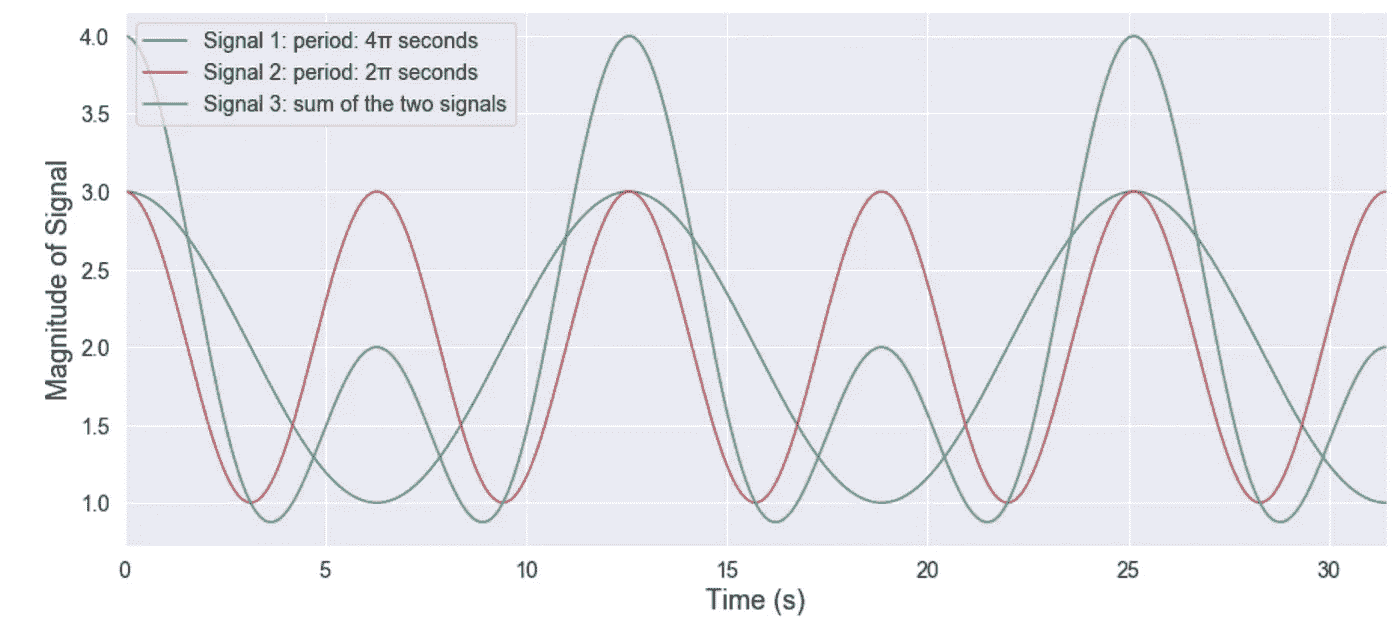 4.0
Signal 1: period: 4π seconds
Signal 2: period: 2π seconds
Signal 3: sum of the two signals
3.5
3.0
2.5
2.0
1.5
1.0
Magnitude of Signal
0 5 10 15 20 25 30
Time (s)